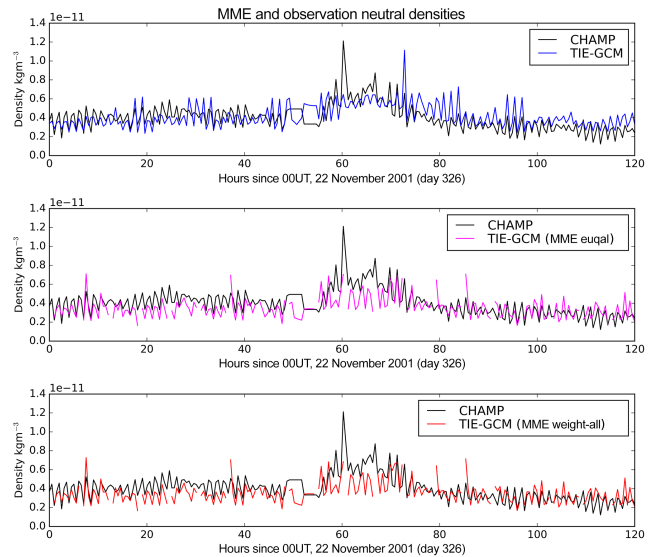 MME and observation neutral densities
1e−11
1.4
1.2
1.0
0.8
0.6
0.4
0.2
0.0
Density kgm⁻³
CHAMP
TIE-GCM
0 20 40 60 80 100 120
Hours since 00UT, 22 November 2001 (day 326)
1e−11
1.4
1.2
1.0
0.8
0.6
0.4
0.2
0.0
Density kgm⁻³
CHAMP
TIE-GCM (MME euqal)
0 20 40 60 80 100 120
Hours since 00UT, 22 November 2001 (day 326)
1e−11
1.4
1.2
1.0
0.8
0.6
0.4
0.2
0.0
Density kgm⁻³
CHAMP
TIE-GCM (MME weight-all)
0 20 40 60 80 100 120
Hours since 00UT, 22 November 2001 (day 326)